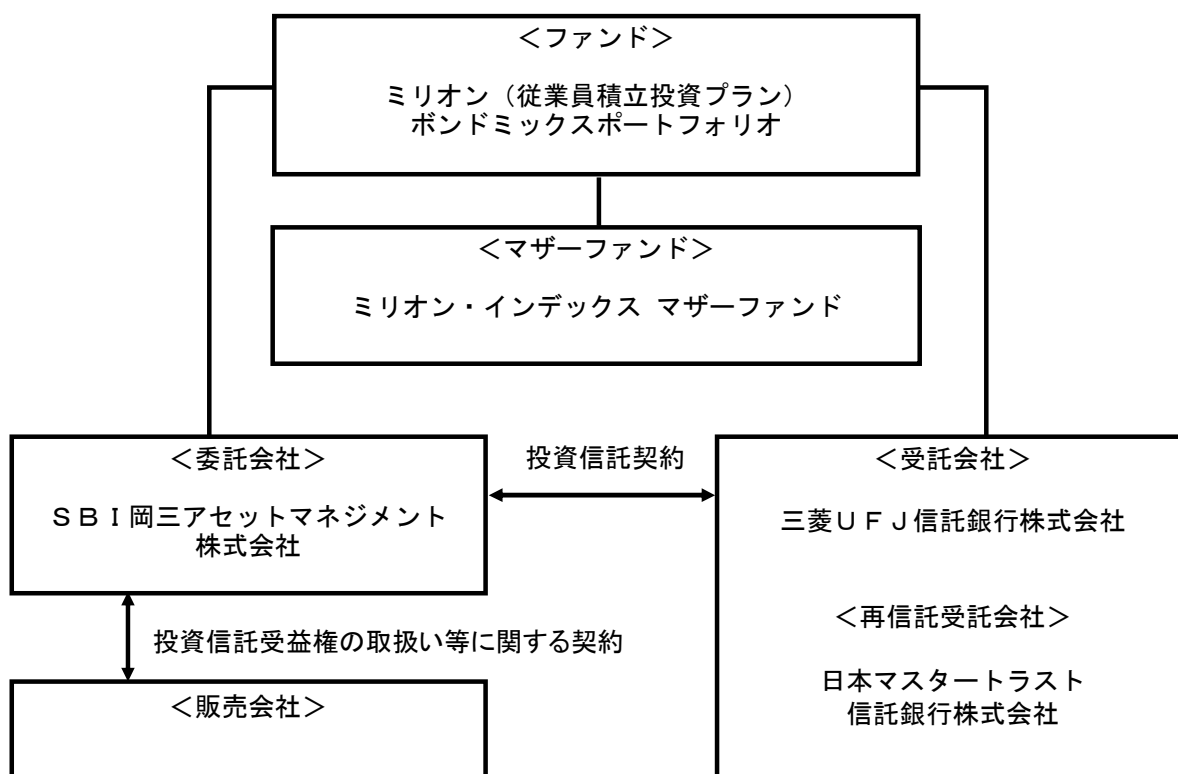 ＜ファンド＞
ミリオン（従業員積立投資プラン）
ボンドミックスポートフォリオ
＜マザーファンド＞
ミリオン・インデックス マザーファンド
＜委託会社＞
ＳＢＩ岡三アセットマネジメント
株式会社
投資信託契約
＜受託会社＞
三菱ＵＦＪ信託銀行株式会社
＜再信託受託会社＞
日本マスタートラスト
信託銀行株式会社
投資信託受益権の取扱い等に関する契約
＜販売会社＞